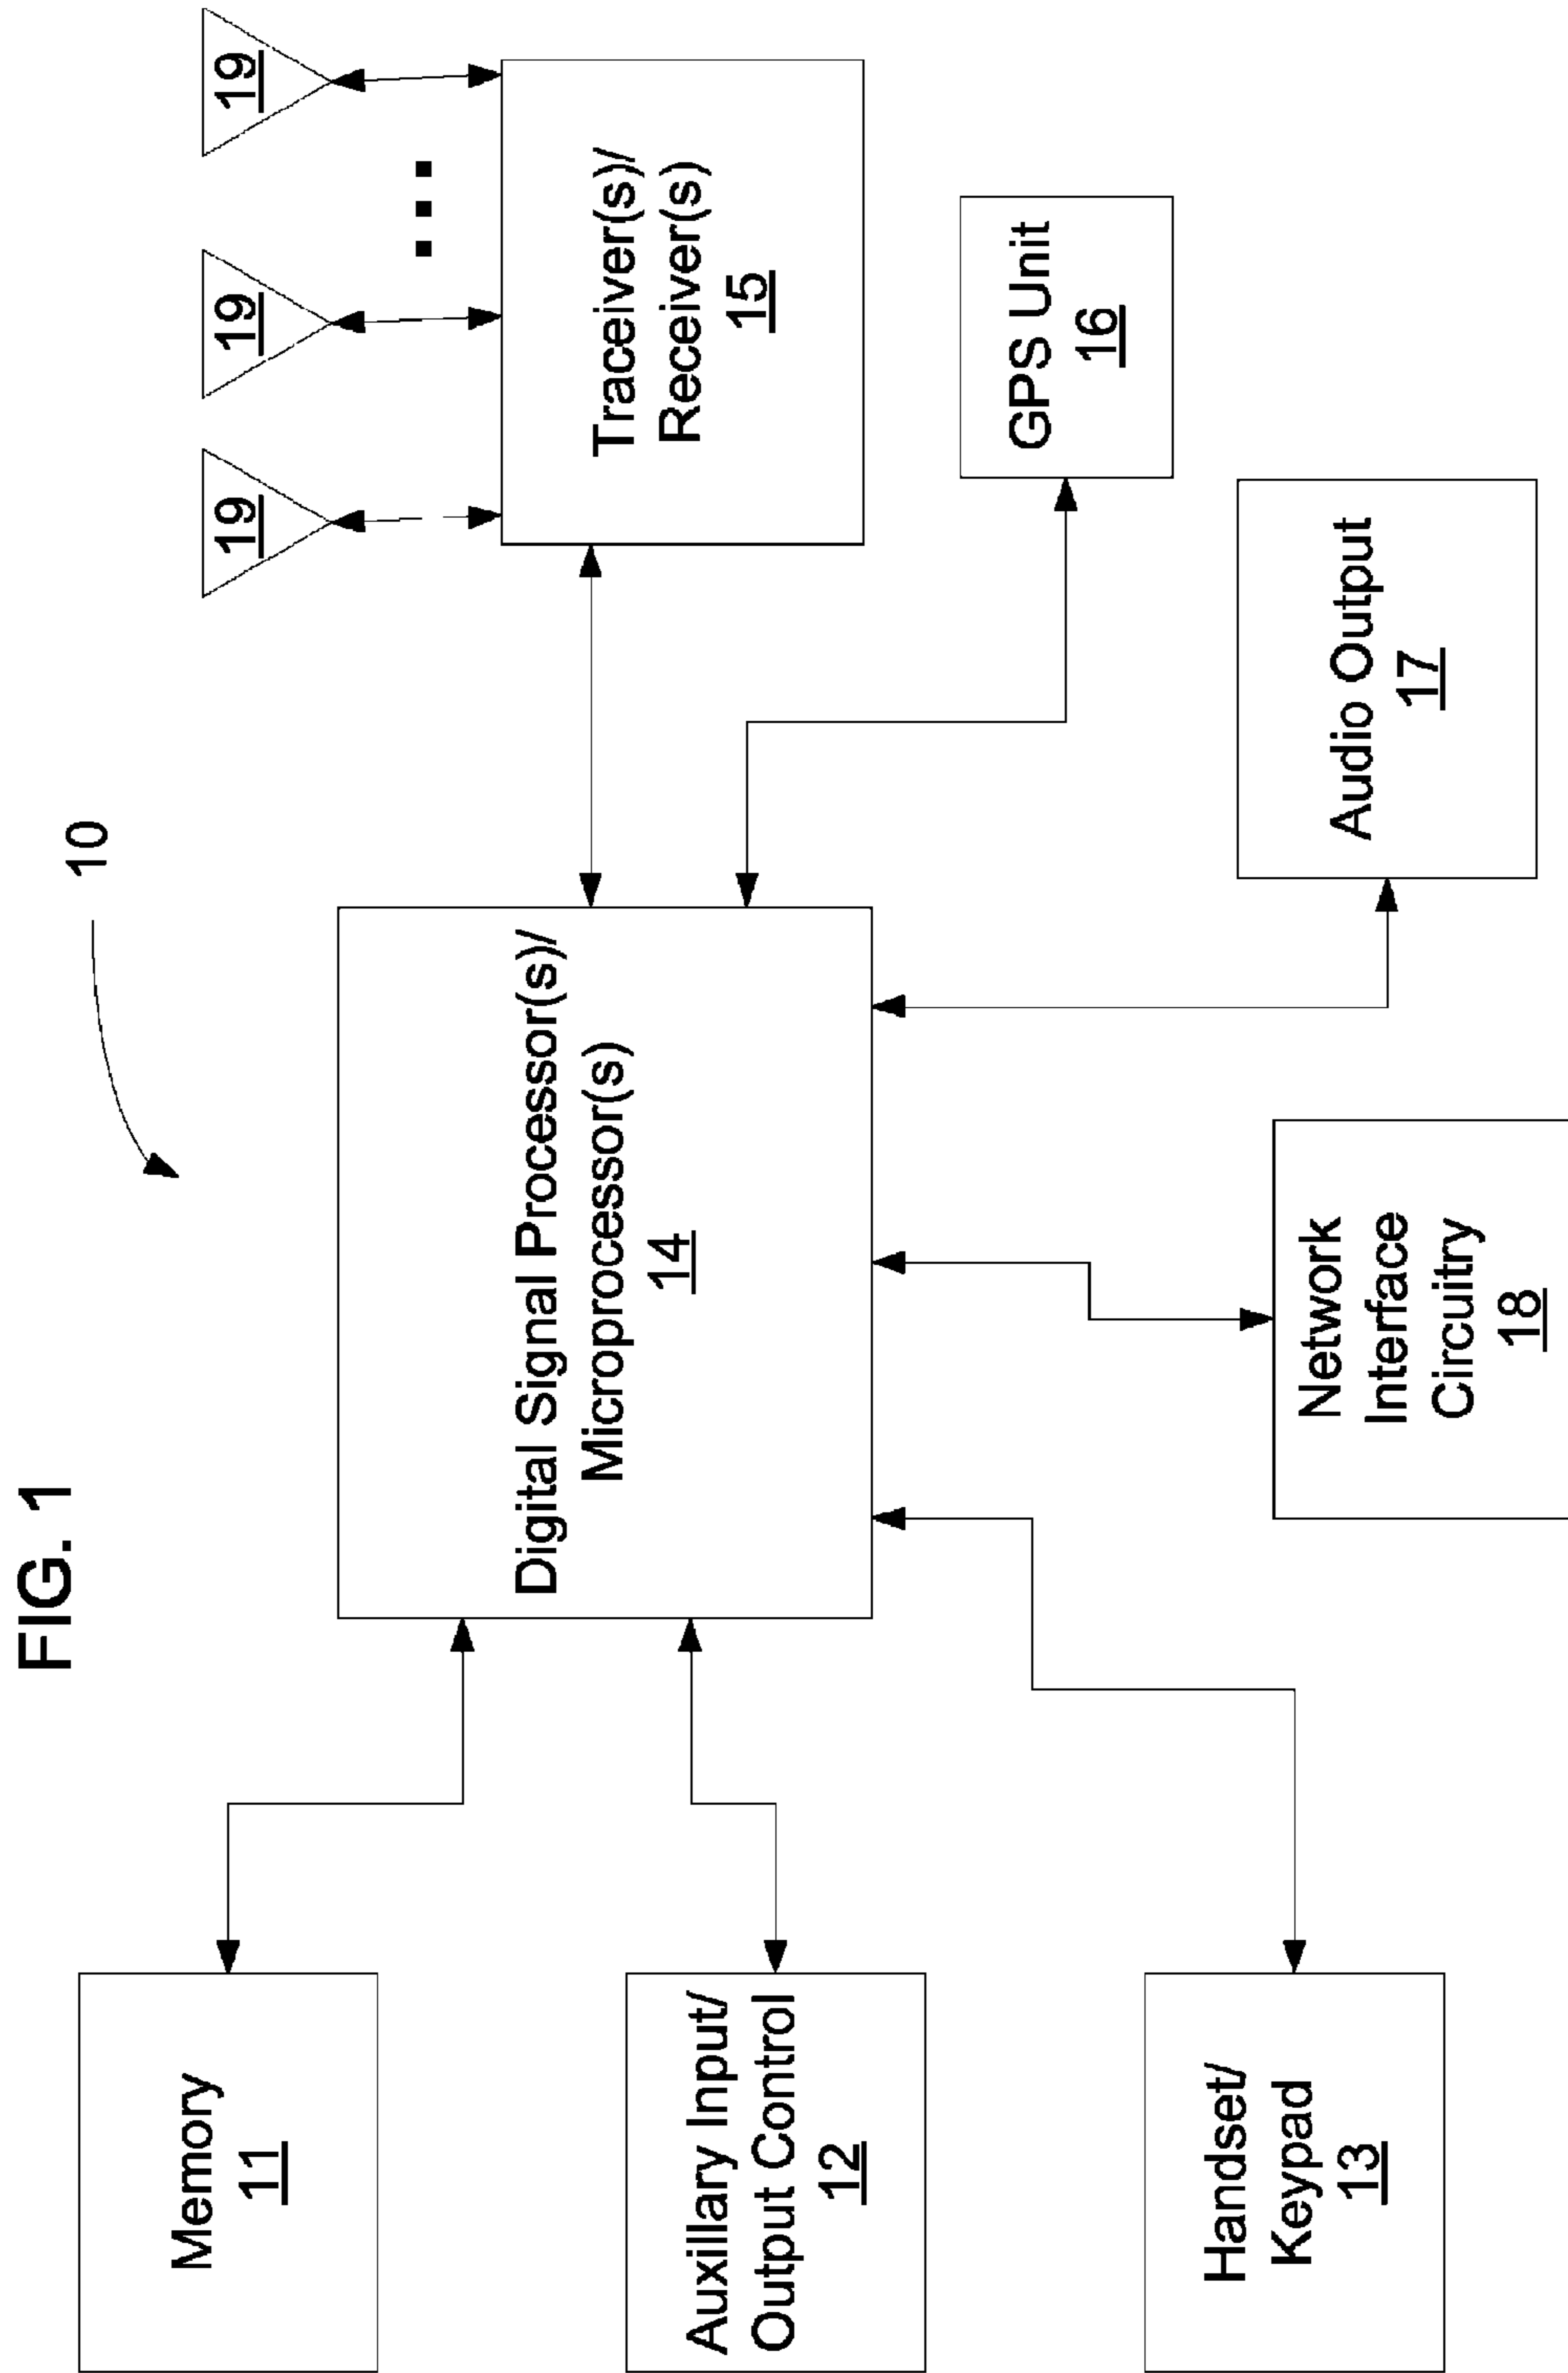 FIG. 1
10
19
19
19
Memory
11
Digital Signal Processor(s)/
Microprocessor(s)
14
Traceiver(s)/
Receiver(s)
15
Auxillary Input/
Output Control
12
GPS Unit
16
Handset/
Keypad
13
Network
Interface
Circuitry
18
Audio Output
17